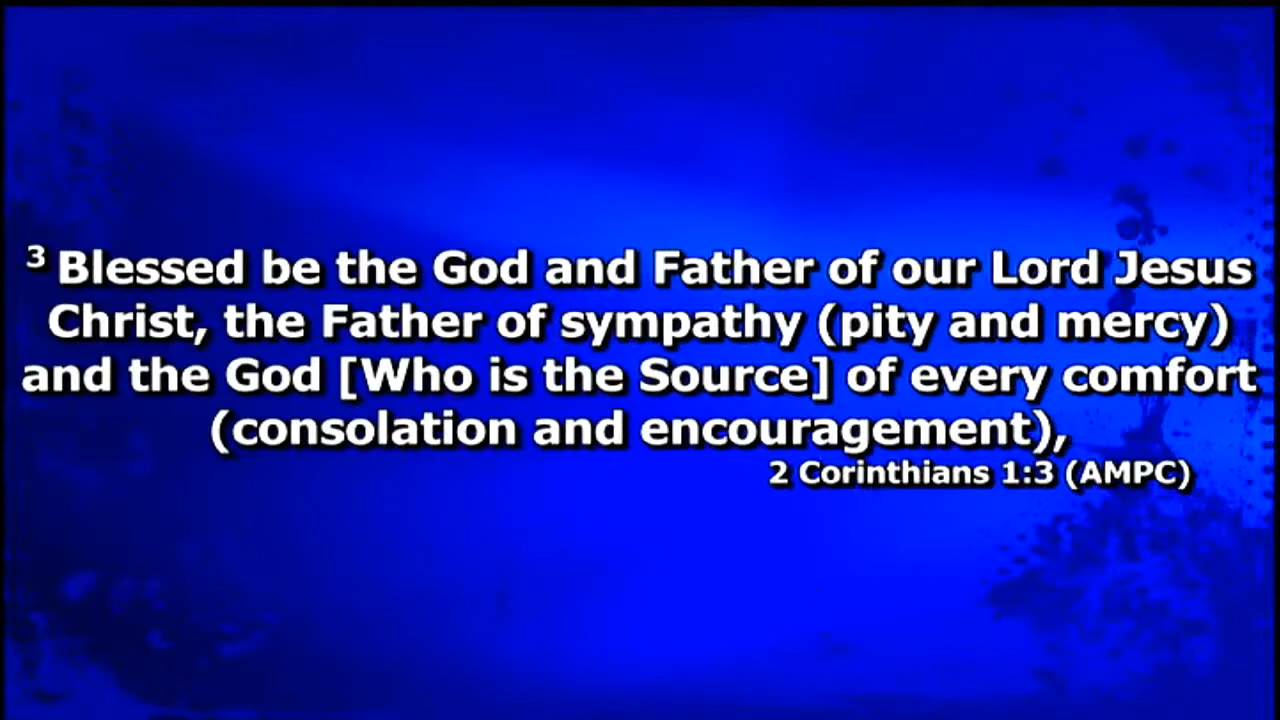 3 Blessed be the God and Father of our Lord Jesus
Christ, the Father of sympathy (pity and mercy)
and the God [Who is the Source] of every comfort
(consolation and encouragement),
2 Corinthians 1:3 (AMPC)